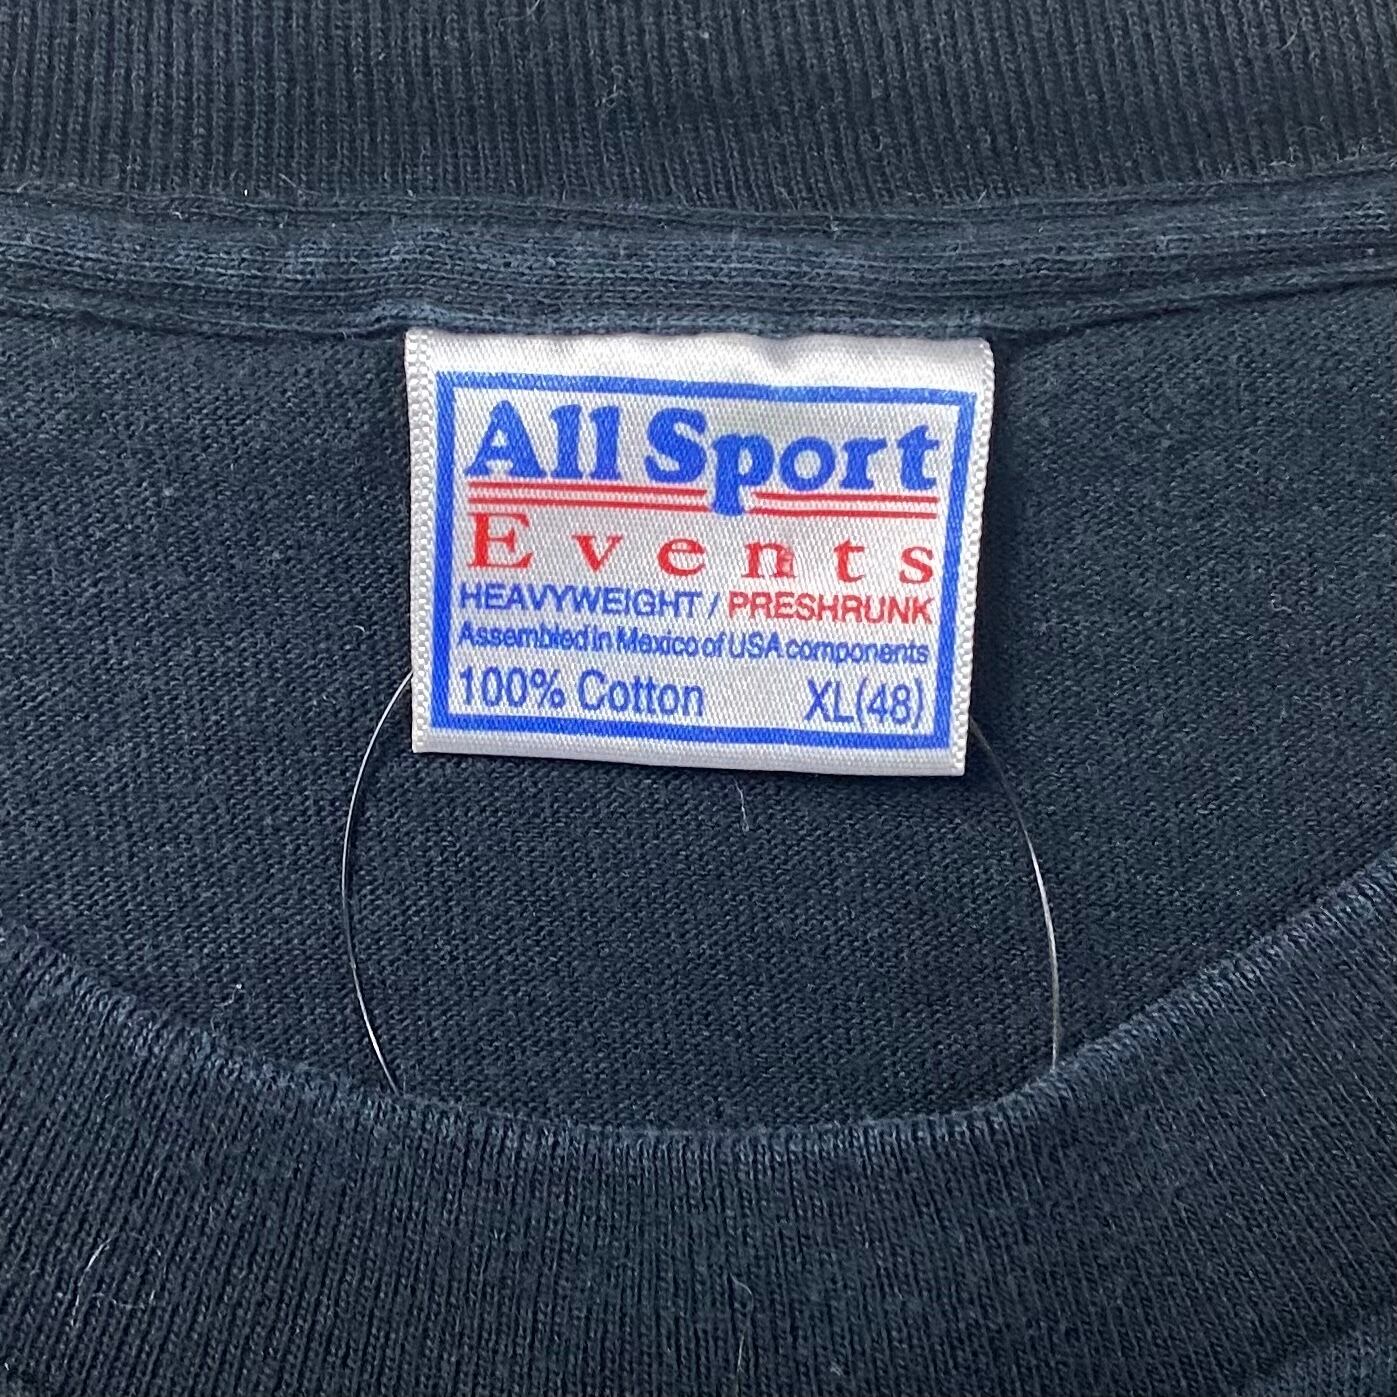 All Sport
Events
HEAVYWEIGHT / PRESHRUNK
Assembled in Mexico of USA components
100% Cotton XL(48)